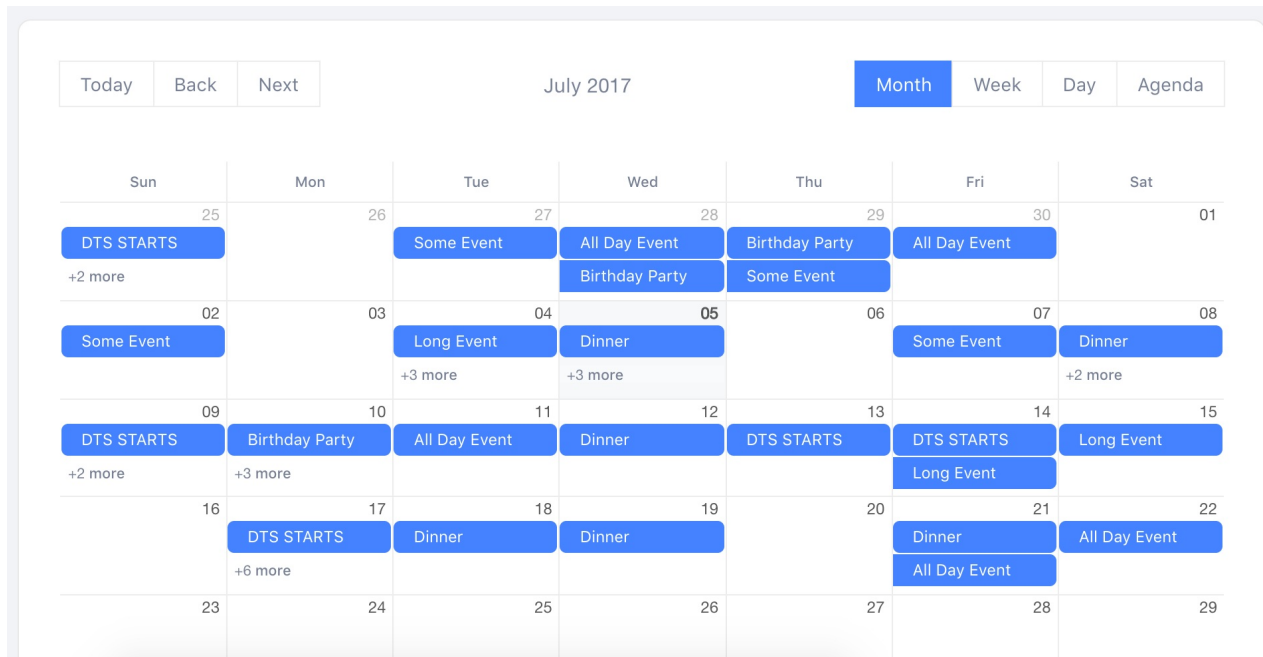 Today Back Next July 2017 Month Week Day Agenda
Sun Mon Tue Wed Thu Fri Sat
25 26 27 28 29 30 01
DTS STARTS Some Event All Day Event Birthday Party All Day Event
+2 more Birthday Party Some Event
02 03 04 05 06 07 08
Some Event Long Event Dinner Some Event Dinner
+3 more +3 more +2 more
09 10 11 12 13 14 15
DTS STARTS Birthday Party All Day Event Dinner DTS STARTS DTS STARTS Long Event
+2 more +3 more Long Event
16 17 18 19 20 21 22
DTS STARTS Dinner Dinner Dinner All Day Event
+6 more All Day Event
23 24 25 26 27 28 29